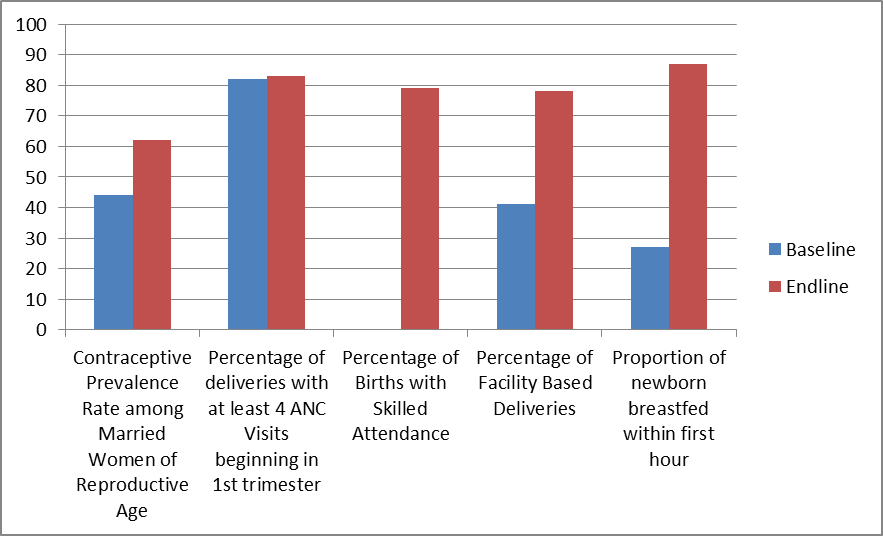 100
90
80
70
60
50
40
30
20
10
0
Contraceptive
Prevalence
Rate among
Married
Women of
Reproductive
Age
Percentage of
deliveries with
at least 4 ANC
Visits
beginning in
1st trimester
Percentage of
Births with
Skilled
Attendance
Percentage of
Facility Based
Deliveries
Proportion of
newborn
breastfed
within first
hour
Baseline
Endline